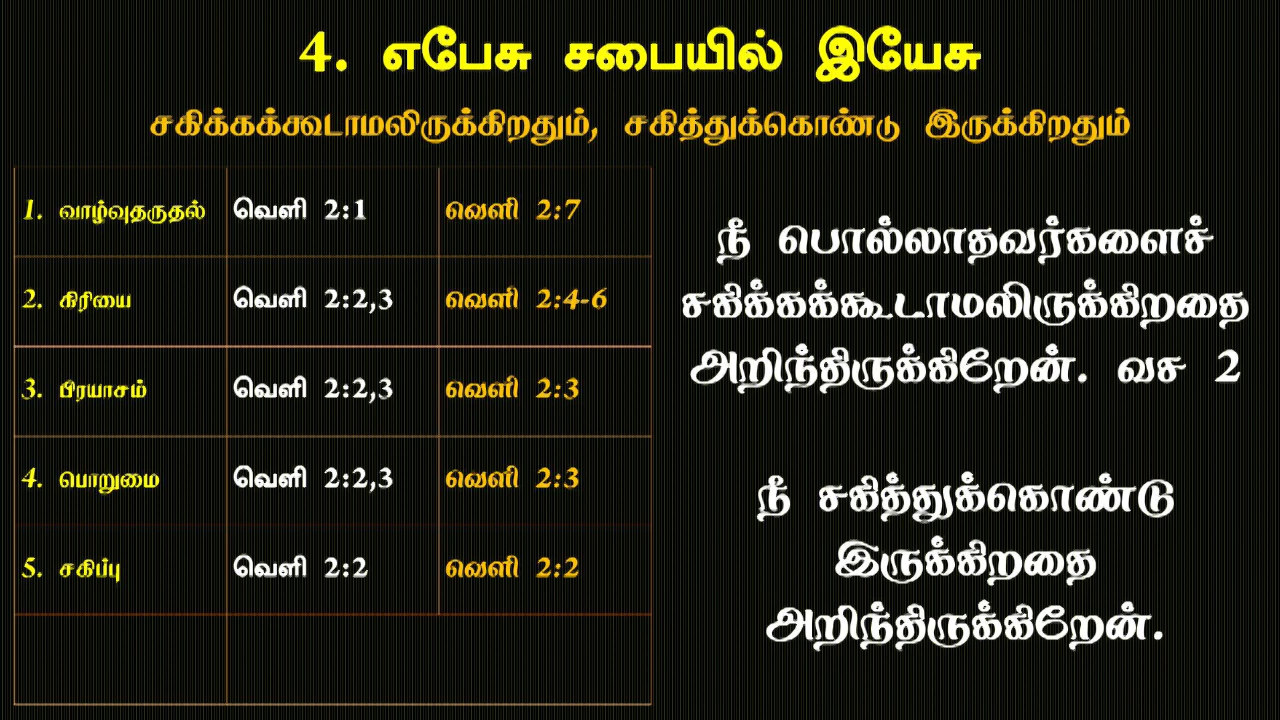 4. எபேசு சபையில் இயேசு
சகிக்கக்கூடாமலிருக்கிறதும், சகித்துக்கொண்டு இருக்கிறதும்
1. வாழ்வுதருதல் வெளி 2:1 வெளி 2:7
2. கிரியை வெளி 2:2,3 வெளி 2:4-6
3. பிரயாசம் வெளி 2:2,3 வெளி 2:3
4. பொறுமை வெளி 2:2,3 வெளி 2:3
5. சகிப்பு வெளி 2:2 வெளி 2:2
நீ பொல்லாதவர்களைச்
சகிக்கக்கூடாமலிருக்கிறதை
அறிந்திருக்கிறேன். வச 2
நீ சகித்துக்கொண்டு
இருக்கிறதை
அறிந்திருக்கிறேன்.